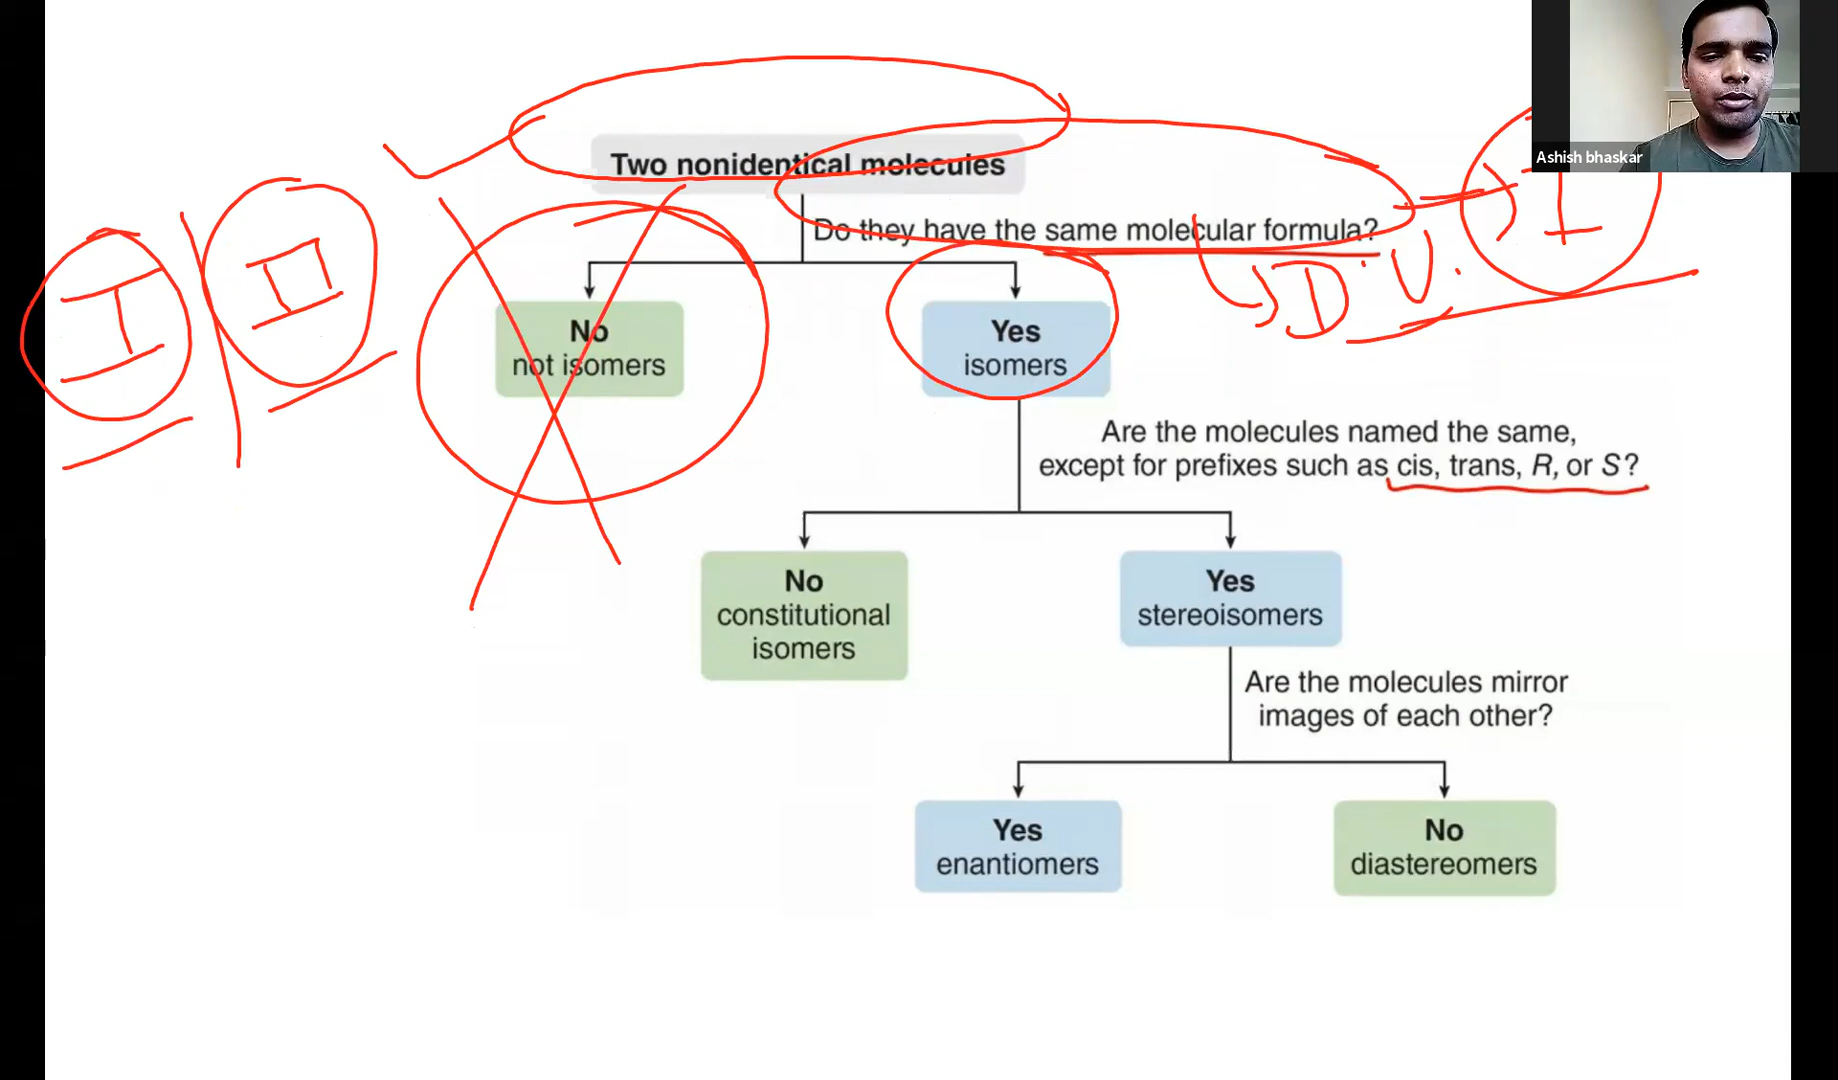 Ashish bhaskar
Two nonidentical molecules
Do they have the same molecular formula?
I
I
II
D.U.
No
not isomers
Yes
isomers
Are the molecules named the same,
except for prefixes such as cis, trans, R, or S?
No
constitutional
isomers
Yes
stereoisomers
Are the molecules mirror
images of each other?
Yes
enantiomers
No
diastereomers